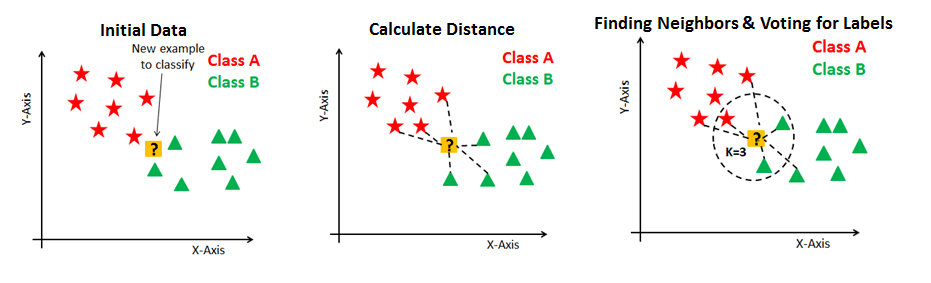 Initial Data
New example
to classify
Class A
Class B
?
Y-Axis
X-Axis
Calculate Distance
Class A
Class B
?
Y-Axis
X-Axis
Finding Neighbors & Voting for Labels
Class A
Class B
?
K=3
Y-Axis
X-Axis